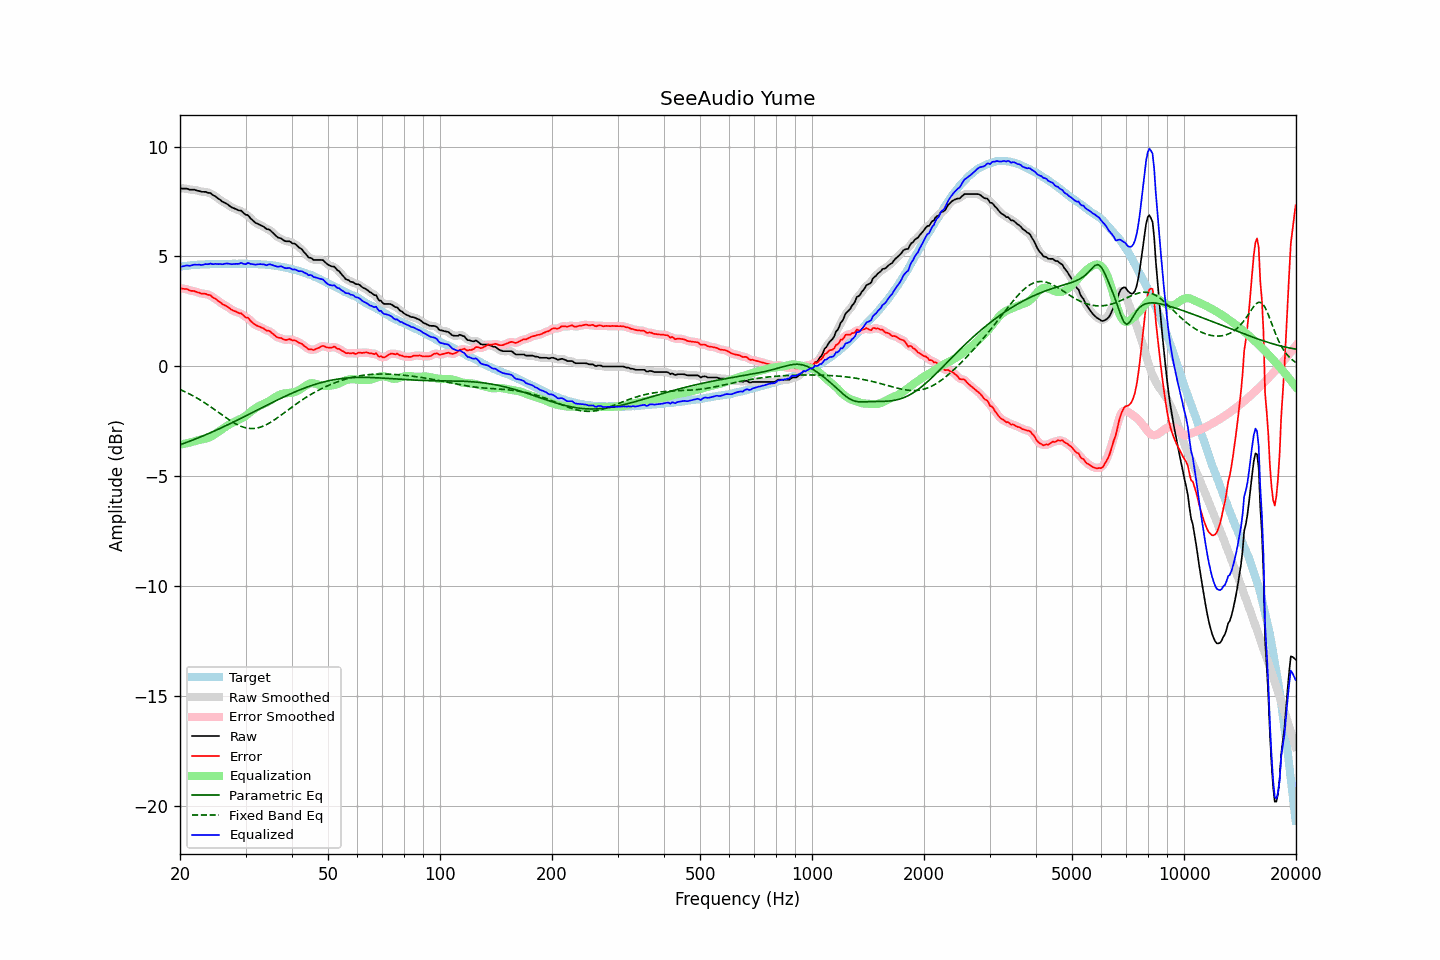 SeeAudio Yume
Amplitude (dBr)
10
5
0
−5
−10
−15
−20
Target
Raw Smoothed
Error Smoothed
Raw
Error
Equalization
Parametric Eq
Fixed Band Eq
Equalized
20 50 100 200 500 1000 2000 5000 10000 20000
Frequency (Hz)